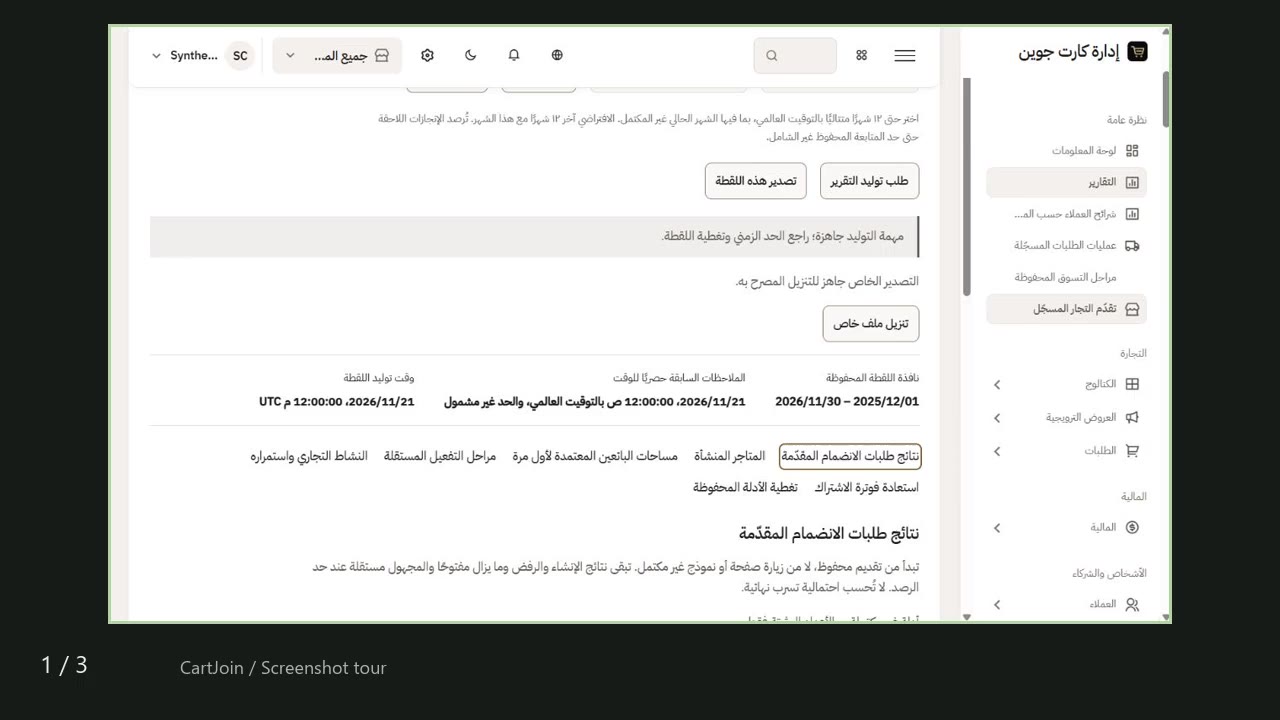 إدارة كارت جوين
نظرة عامة
لوحة المعلومات
التقارير
شرائح العملاء حسب المـ...
عمليات الطلبات المسجّلة
مراحل التسوق المحفوظة
تقدّم التجار المسجّل
التجارة
الكتالوج
العروض الترويجية
الطلبات
المالية
المالية
الأشخاص والشركاء
العملاء
جميع المـ...
SC
Synthe...
اختر حتى ١٢ شهرًا متتاليًا بالتوقيت العالمي، بما فيها الشهر الحالي غير المكتمل. الافتراضي آخر ١٢ شهرًا مع هذا الشهر. تُرصد الإنجازات اللاحقة
حتى حد المتابعة المحفوظ غير الشامل.
طلب توليد التقرير
تصدير هذه اللقطة
مهمة التوليد جاهزة؛ راجع الحد الزمني وتغطية اللقطة.
التصدير الخاص جاهز للتنزيل المصرح به.
تنزيل ملف خاص
نافذة اللقطة المحفوظة
2025/12/01 – 2026/11/30
الملاحظات السابقة حصريًا للوقت
2026/11/21، 12:00:00 ص بالتوقيت العالمي، والحد غير مشمول
وقت توليد اللقطة
2026/11/21، 12:00:00 م UTC
نتائج طلبات الانضمام المقدّمة
المتاجر المنشأة
مساحات البائعين المعتمدة لأول مرة
مراحل التفعيل المستقلة
النشاط التجاري واستمراره
استعادة فوترة الاشتراك
تغطية الأدلة المحفوظة
نتائج طلبات الانضمام المقدّمة
تبدأ من تقديم محفوظ، لا من زيارة صفحة أو نموذج غير مكتمل. تبقى نتائج الإنشاء والرفض وما يزال مفتوحًا والمجهول مستقلة عند حد
الرصد. لا تُحسب احتمالية تسرب نهائية.
1 / 3
CartJoin / Screenshot tour